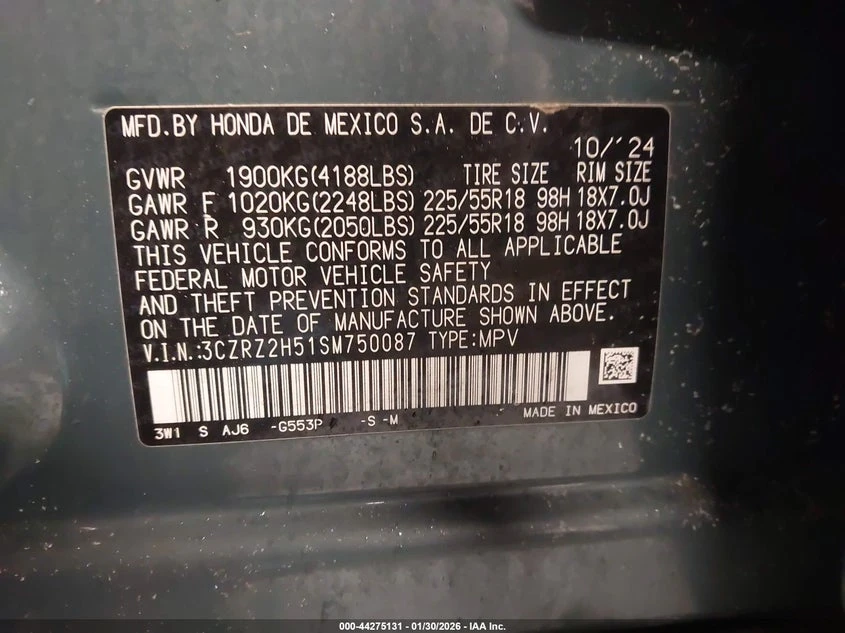 MFD.BY HONDA DE MEXICO S.A. DE C.V.
10/'24
GVWR 1900KG(4188LBS) TIRE SIZE RIM SIZE
GAWR F 1020KG(2248LBS) 225/55R18 98H 18X7.0J
GAWR R 930KG(2050LBS) 225/55R18 98H 18X7.0J
THIS VEHICLE CONFORMS TO ALL APPLICABLE
FEDERAL MOTOR VEHICLE SAFETY
AND THEFT PREVENTION STANDARDS IN EFFECT
ON THE DATE OF MANUFACTURE SHOWN ABOVE.
V.I.N.:3CZRZ2H51SM750087 TYPE:MPV
3W1 S AJ6 -G553P -S -M MADE IN MEXICO
000-44275131 - 01/30/2026 - IAA Inc.